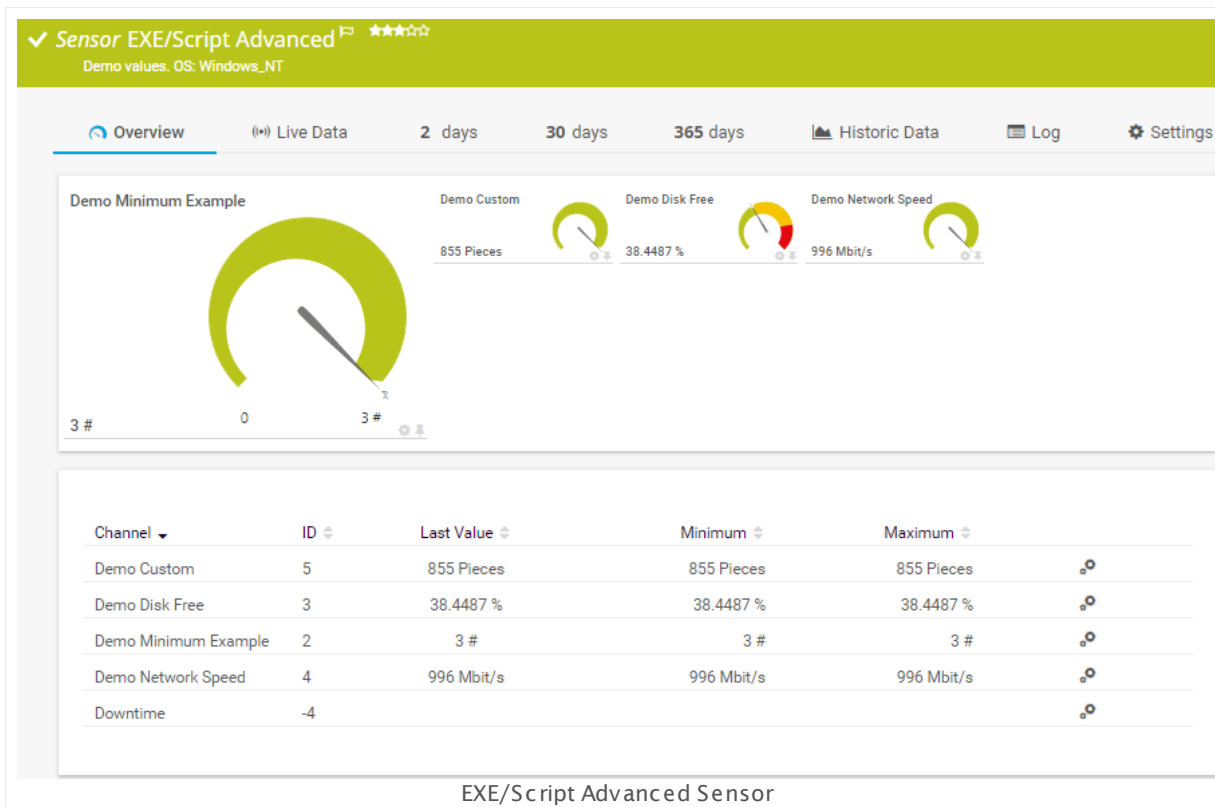 Sensor EXE/Script Advanced
Demo values. OS: Windows_NT
Overview Live Data 2 days 30 days 365 days Historic Data Log Settings
Demo Minimum Example
0 3 #
3 #
Demo Custom
855 Pieces
Demo Disk Free
38.4487 %
Demo Network Speed
996 Mbit/s
Channel ID Last Value Minimum Maximum
Demo Custom 5 855 Pieces 855 Pieces 855 Pieces
Demo Disk Free 3 38.4487 % 38.4487 % 38.4487 %
Demo Minimum Example 2 3 # 3 # 3 #
Demo Network Speed 4 996 Mbit/s 996 Mbit/s 996 Mbit/s
Downtime -4
EXE/Script Advanced Sensor